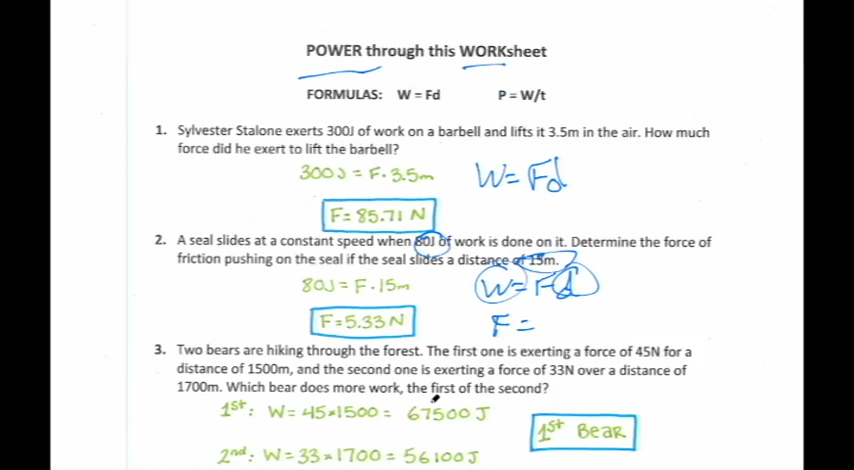 POWER through this WORKsheet
FORMULAS: W = Fd P = W/t
1. Sylvester Stalone exerts 300J of work on a barbell and lifts it 3.5m in the air. How much
force did he exert to lift the barbell?
300J = F · 3.5m W = Fd
F = 85.71 N
2. A seal slides at a constant speed when 80J of work is done on it. Determine the force of
friction pushing on the seal if the seal slides a distance of 15m.
80J = F · 15m W = Fd
F = 5.33 N F =
3. Two bears are hiking through the forest. The first one is exerting a force of 45N for a
distance of 1500m, and the second one is exerting a force of 33N over a distance of
1700m. Which bear does more work, the first of the second?
1st: W = 45×1500 = 67500 J
1st Bear
2nd: W = 33×1700 = 56100 J